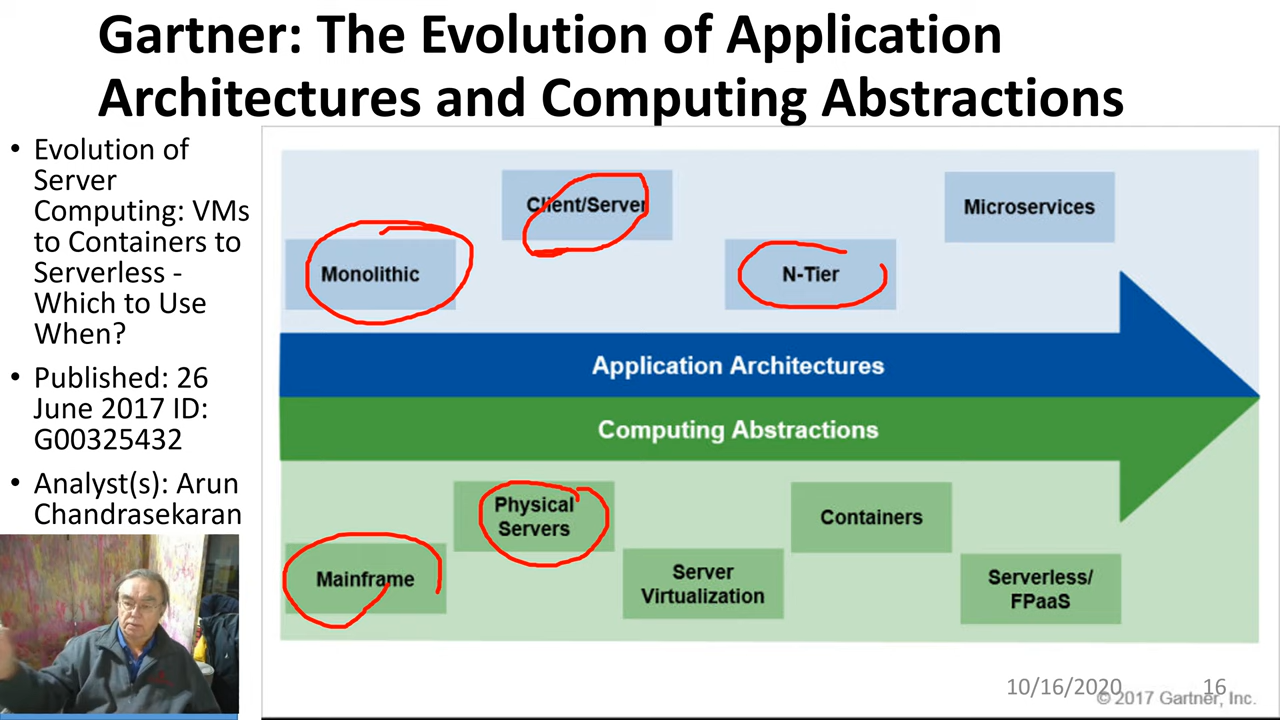 Gartner: The Evolution of Application
Architectures and Computing Abstractions
• Evolution of
Server
Computing: VMs
to Containers to
Serverless -
Which to Use
When?
• Published: 26
June 2017 ID:
G00325432
• Analyst(s): Arun
Chandrasekaran
Client/Server
Microservices
Monolithic
N-Tier
Application Architectures
Computing Abstractions
Physical
Servers
Containers
Mainframe
Server
Virtualization
Serverless/
FPaaS
10/16/2020
16
© 2017 Gartner, Inc.